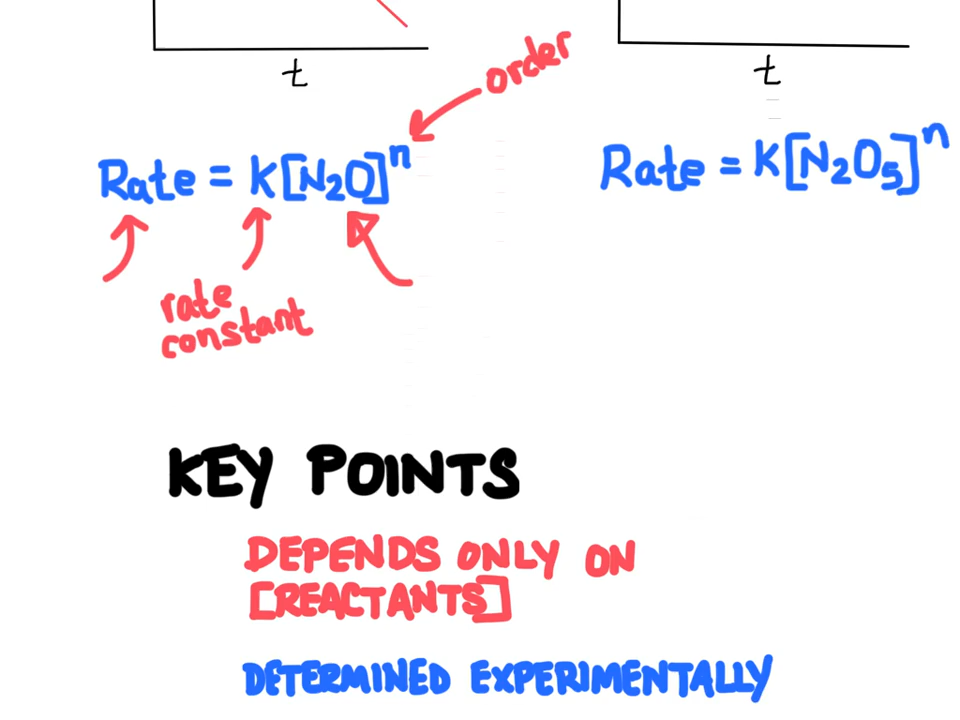 t
t
order
Rate = K[N₂O]ⁿ
Rate = K[N₂O₅]ⁿ
rate
constant
KEY POINTS
DEPENDS ONLY ON
[REACTANTS]
DETERMINED EXPERIMENTALLY